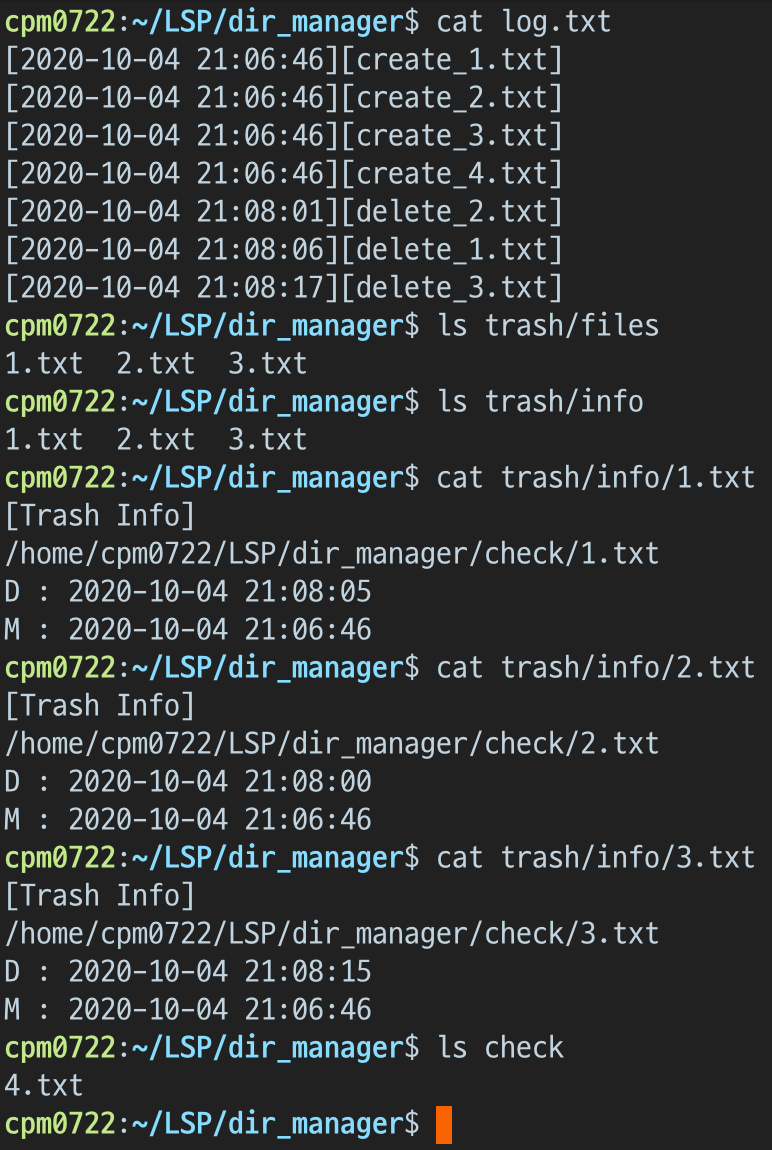 cpm0722:~/LSP/dir_manager$ cat log.txt
[2020-10-04 21:06:46][create_1.txt]
[2020-10-04 21:06:46][create_2.txt]
[2020-10-04 21:06:46][create_3.txt]
[2020-10-04 21:06:46][create_4.txt]
[2020-10-04 21:08:01][delete_2.txt]
[2020-10-04 21:08:06][delete_1.txt]
[2020-10-04 21:08:17][delete_3.txt]
cpm0722:~/LSP/dir_manager$ ls trash/files
1.txt  2.txt  3.txt
cpm0722:~/LSP/dir_manager$ ls trash/info
1.txt  2.txt  3.txt
cpm0722:~/LSP/dir_manager$ cat trash/info/1.txt
[Trash Info]
/home/cpm0722/LSP/dir_manager/check/1.txt
D : 2020-10-04 21:08:05
M : 2020-10-04 21:06:46
cpm0722:~/LSP/dir_manager$ cat trash/info/2.txt
[Trash Info]
/home/cpm0722/LSP/dir_manager/check/2.txt
D : 2020-10-04 21:08:00
M : 2020-10-04 21:06:46
cpm0722:~/LSP/dir_manager$ cat trash/info/3.txt
[Trash Info]
/home/cpm0722/LSP/dir_manager/check/3.txt
D : 2020-10-04 21:08:15
M : 2020-10-04 21:06:46
cpm0722:~/LSP/dir_manager$ ls check
4.txt
cpm0722:~/LSP/dir_manager$